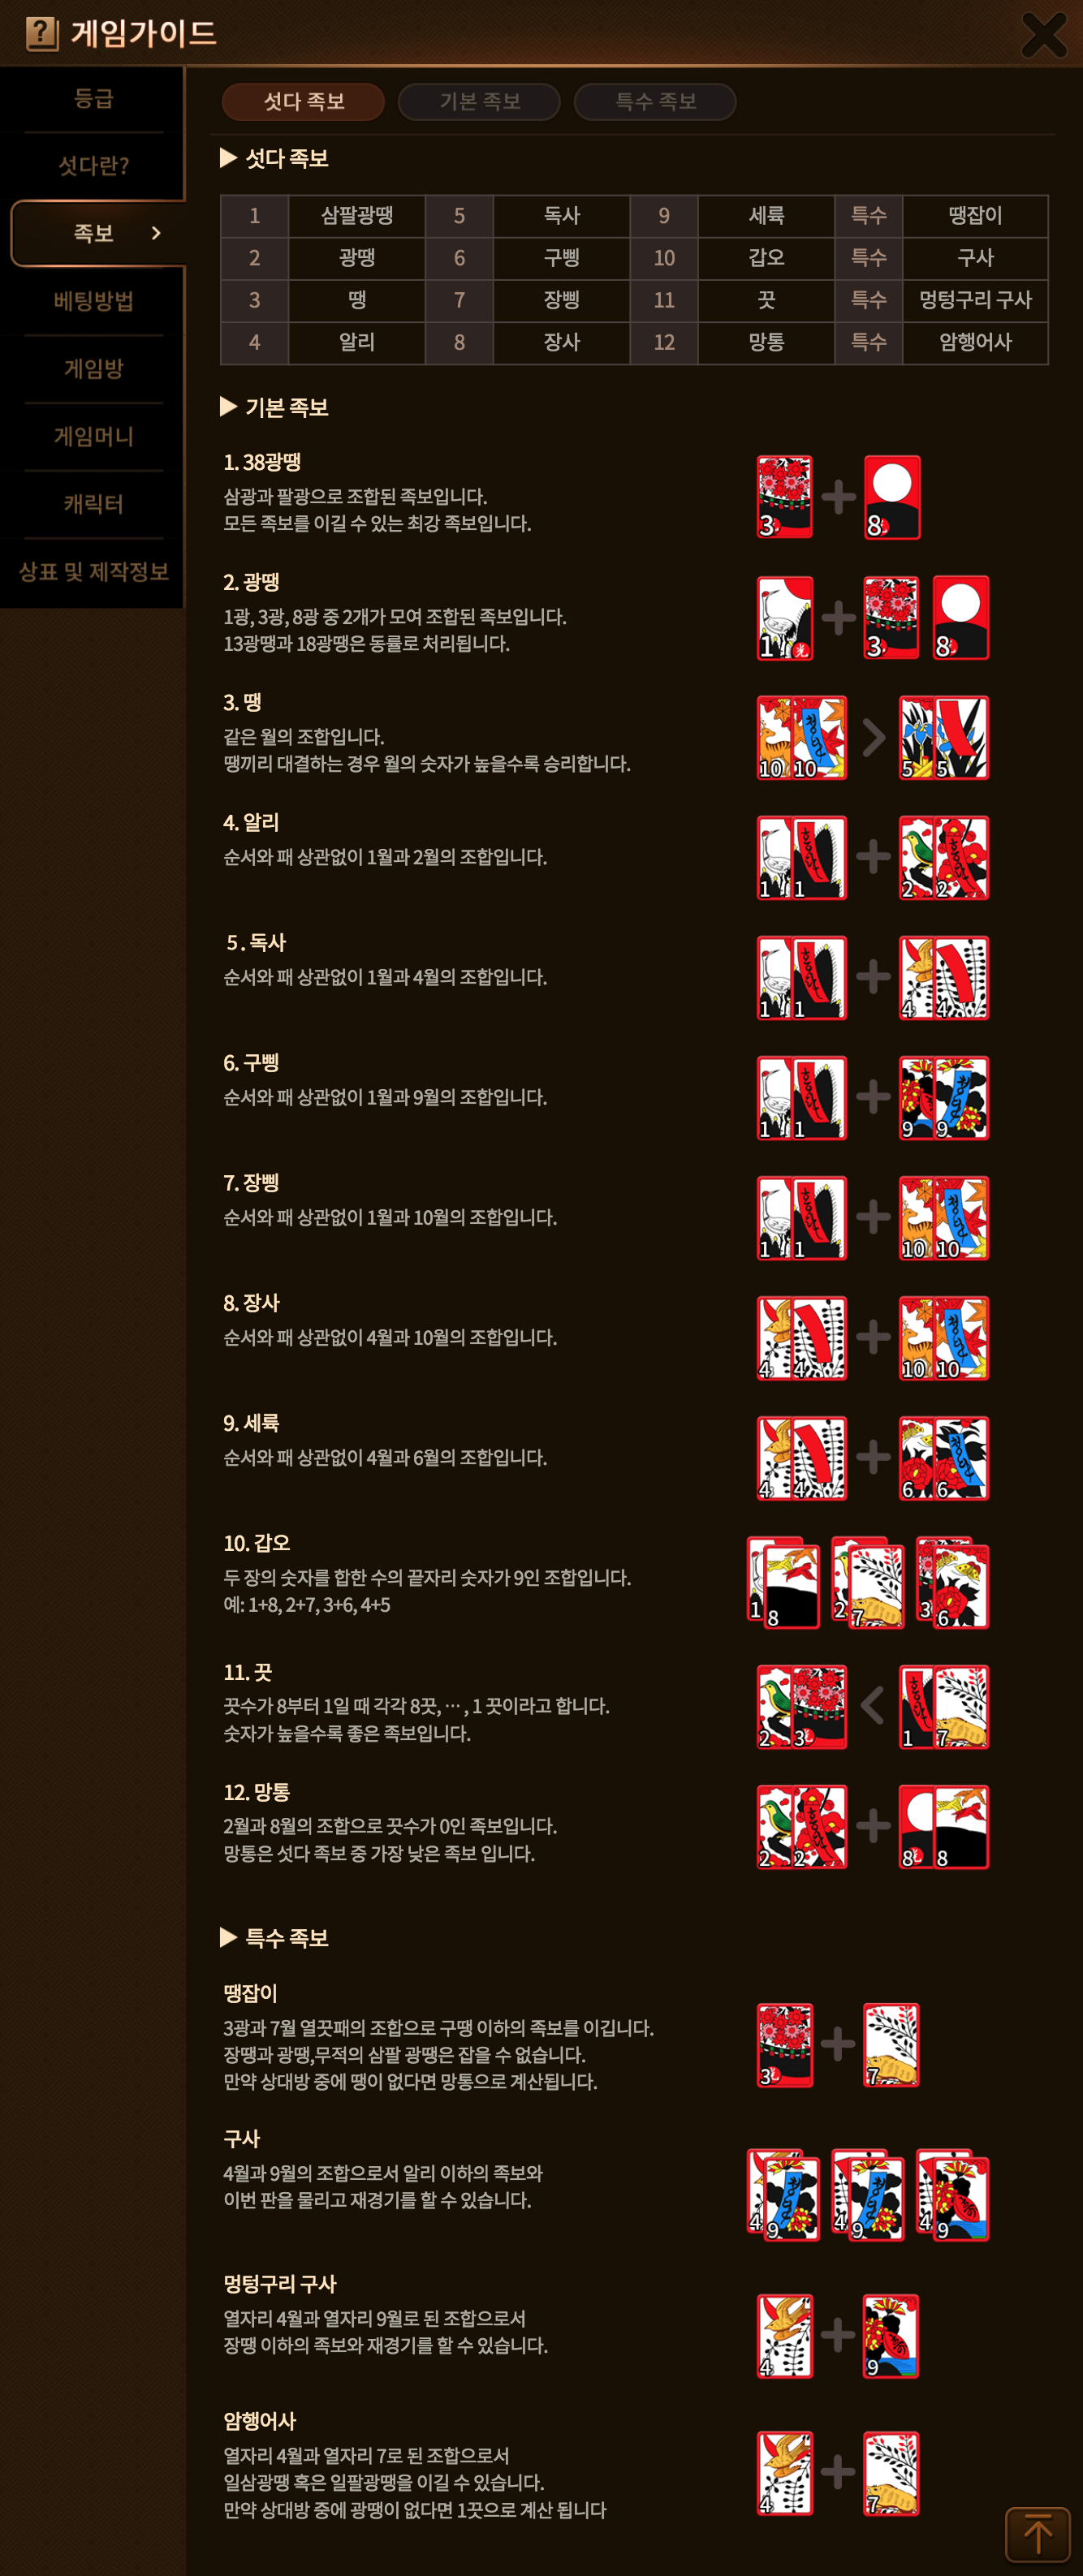 게임가이드
등급
섯다란?
족보
베팅방법
게임방
게임머니
캐릭터
상표 및 제작정보
섯다 족보 기본 족보 특수 족보
▶ 섯다 족보
1 삼팔광땡 5 독사 9 세륙 특수 땡잡이
2 광땡 6 구삥 10 갑오 특수 구사
3 땡 7 장삥 11 끗 특수 멍텅구리 구사
4 알리 8 장사 12 망통 특수 암행어사
▶ 기본 족보
1. 38광땡
삼광과 팔광으로 조합된 족보입니다.
모든 족보를 이길 수 있는 최강 족보입니다.
3 8
2. 광땡
1광, 3광, 8광 중 2개가 모여 조합된 족보입니다.
13광땡과 18광땡은 동률로 처리됩니다.
1 光 3 8
3. 땡
같은 월의 조합입니다.
땡끼리 대결하는 경우 월의 숫자가 높을수록 승리합니다.
10 10 청단 5 5
4. 알리
순서와 패 상관없이 1월과 2월의 조합입니다.
1 1 홍단 2 2 홍단
5 . 독사
순서와 패 상관없이 1월과 4월의 조합입니다.
1 1 홍단 4 4
6. 구삥
순서와 패 상관없이 1월과 9월의 조합입니다.
1 1 홍단 9 9 청단
7. 장삥
순서와 패 상관없이 1월과 10월의 조합입니다.
1 1 홍단 10 10 청단
8. 장사
순서와 패 상관없이 4월과 10월의 조합입니다.
4 4 10 10 청단
9. 세륙
순서와 패 상관없이 4월과 6월의 조합입니다.
4 4 6 6 청단
10. 갑오
두 장의 숫자를 합한 수의 끝자리 숫자가 9인 조합입니다.
예: 1+8, 2+7, 3+6, 4+5
1 8 2 7 3 6
11. 끗
끗수가 8부터 1일 때 각각 8끗, … , 1 끗이라고 합니다.
숫자가 높을수록 좋은 족보입니다.
2 3 1 홍단 7
12. 망통
2월과 8월의 조합으로 끗수가 0인 족보입니다.
망통은 섯다 족보 중 가장 낮은 족보 입니다.
2 2 홍단 8 8
▶ 특수 족보
땡잡이
3광과 7월 열끗패의 조합으로 구땡 이하의 족보를 이깁니다.
장땡과 광땡,무적의 삼팔 광땡은 잡을 수 없습니다.
만약 상대방 중에 땡이 없다면 망통으로 계산됩니다.
3 7
구사
4월과 9월의 조합으로서 알리 이하의 족보와
이번 판을 물리고 재경기를 할 수 있습니다.
4 9 청단 4 9 청단 4 9
멍텅구리 구사
열자리 4월과 열자리 9월로 된 조합으로서
장땡 이하의 족보와 재경기를 할 수 있습니다.
4 9
암행어사
열자리 4월과 열자리 7로 된 조합으로서
일삼광땡 혹은 일팔광땡을 이길 수 있습니다.
만약 상대방 중에 광땡이 없다면 1끗으로 계산 됩니다
4 7